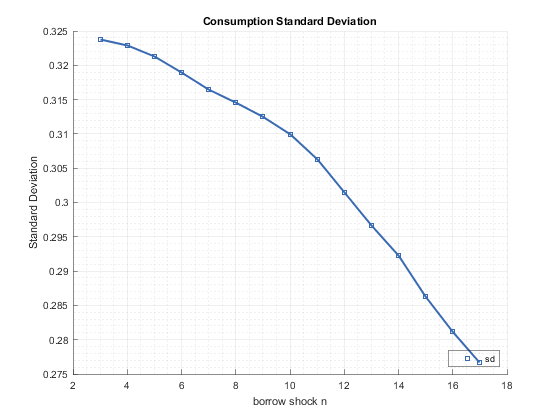 Consumption Standard Deviation
0.325
0.32
0.315
0.31
0.305
0.3
0.295
0.29
0.285
0.28
0.275
Standard Deviation
sd
2 4 6 8 10 12 14 16 18
borrow shock n